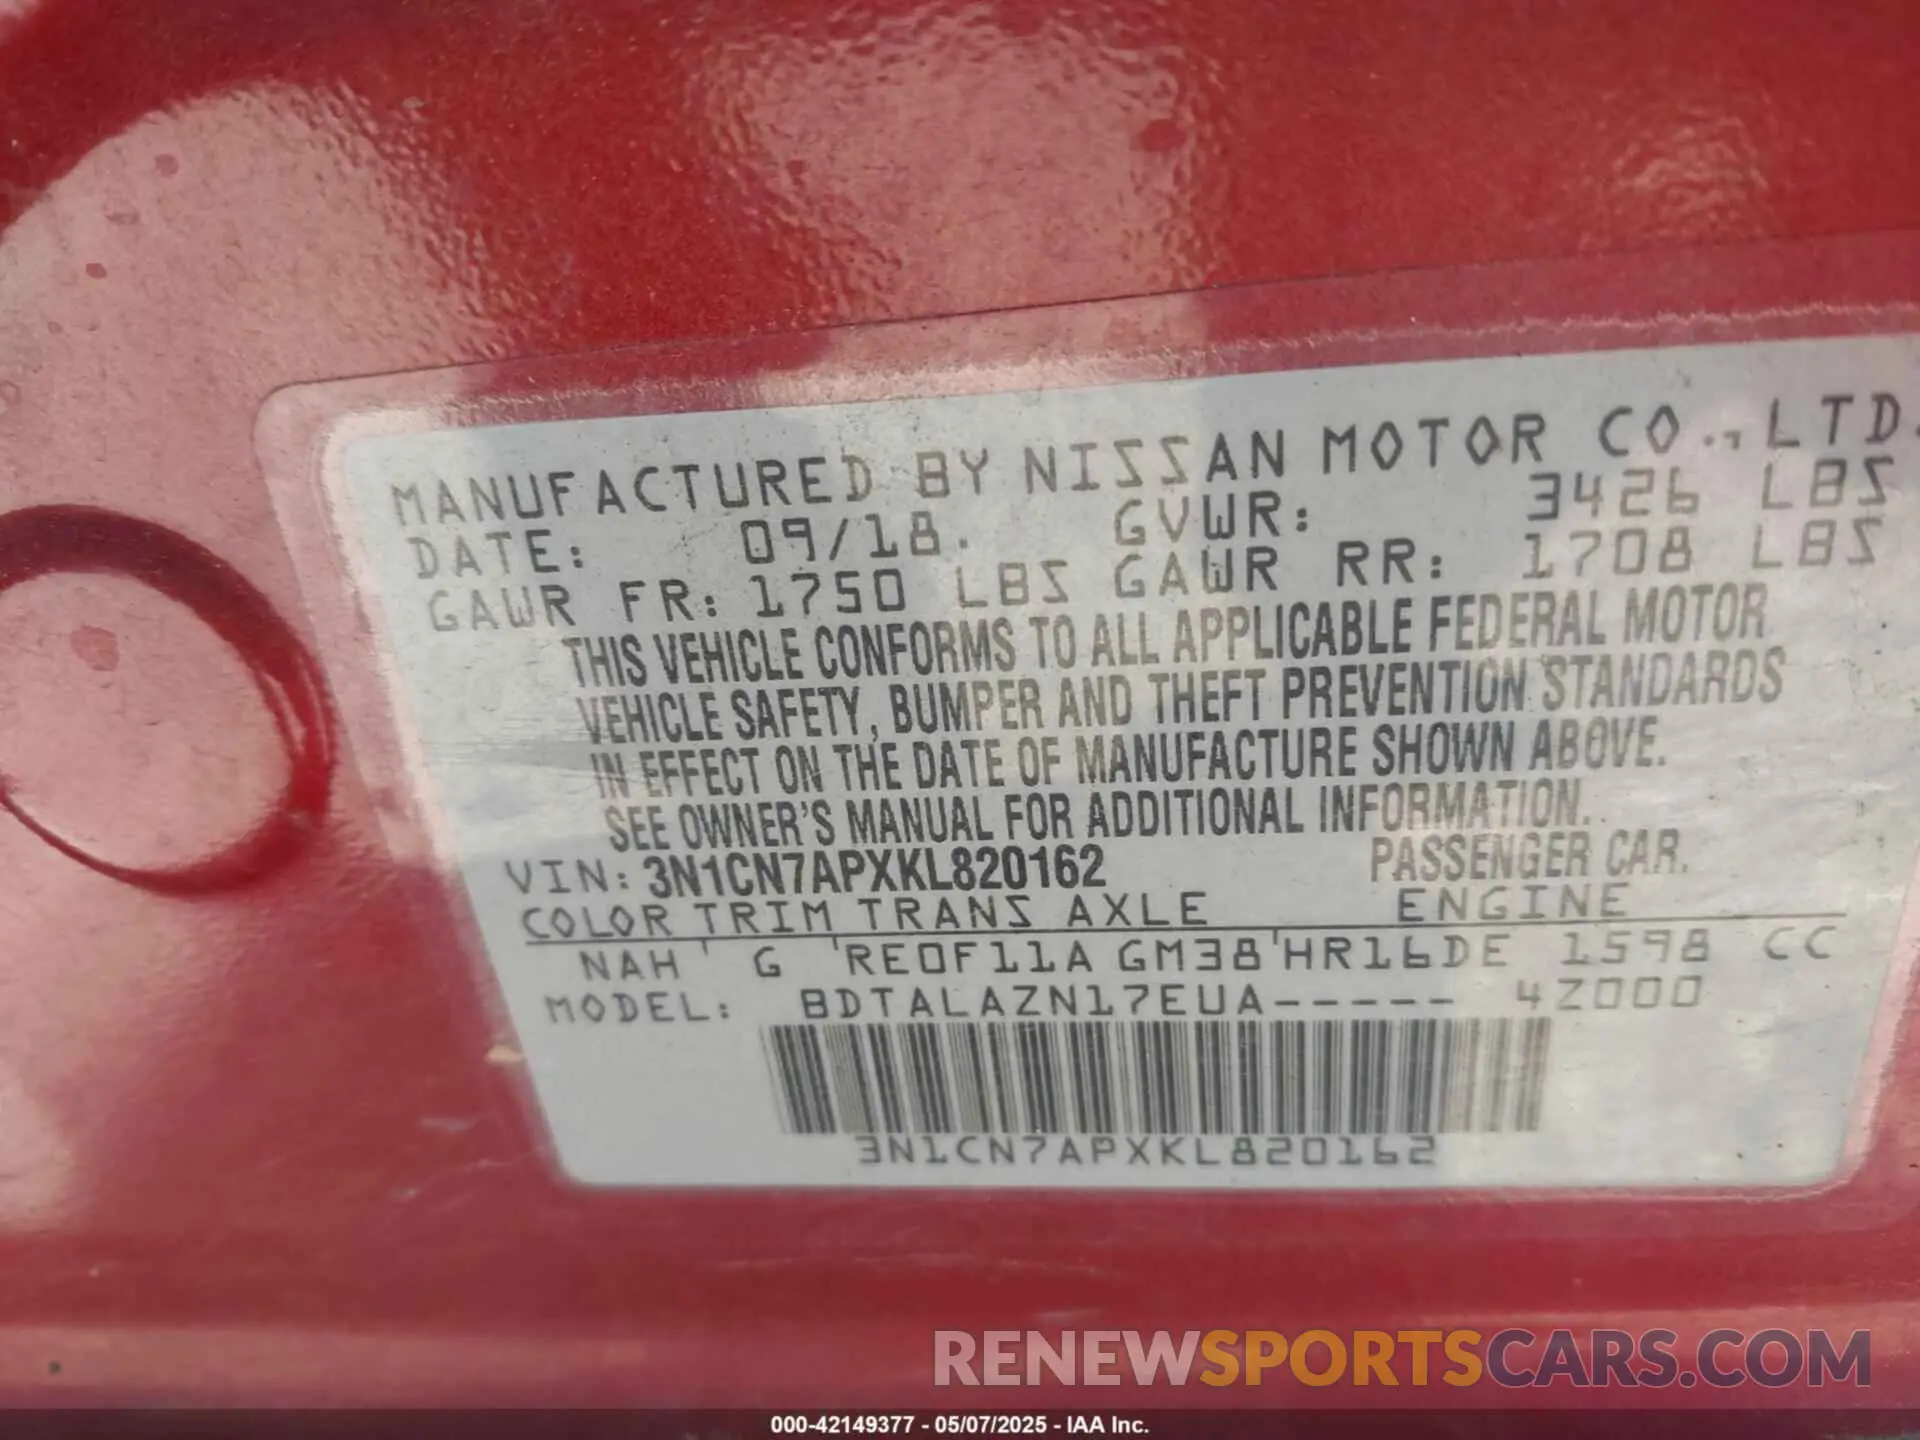 MANUFACTURED BY NISSAN MOTOR CO., LTD.
DATE: 09/18. GVWR: 3426 LBS
GAWR FR: 1750 LBS GAWR RR: 1708 LBS
THIS VEHICLE CONFORMS TO ALL APPLICABLE FEDERAL MOTOR
VEHICLE SAFETY, BUMPER AND THEFT PREVENTION STANDARDS
IN EFFECT ON THE DATE OF MANUFACTURE SHOWN ABOVE.
SEE OWNER'S MANUAL FOR ADDITIONAL INFORMATION.
VIN: 3N1CN7APXKL820162 PASSENGER CAR.
COLOR TRIM TRANS AXLE ENGINE
NAH ' G 'RE0F11A GM38'HR16DE 1598 CC
MODEL: BDTALAZN17EUA----- 4Z000
3N1CN7APXKL820162
RENEWSPORTSCARS.COM
000-42149377 - 05/07/2025 - IAA Inc.